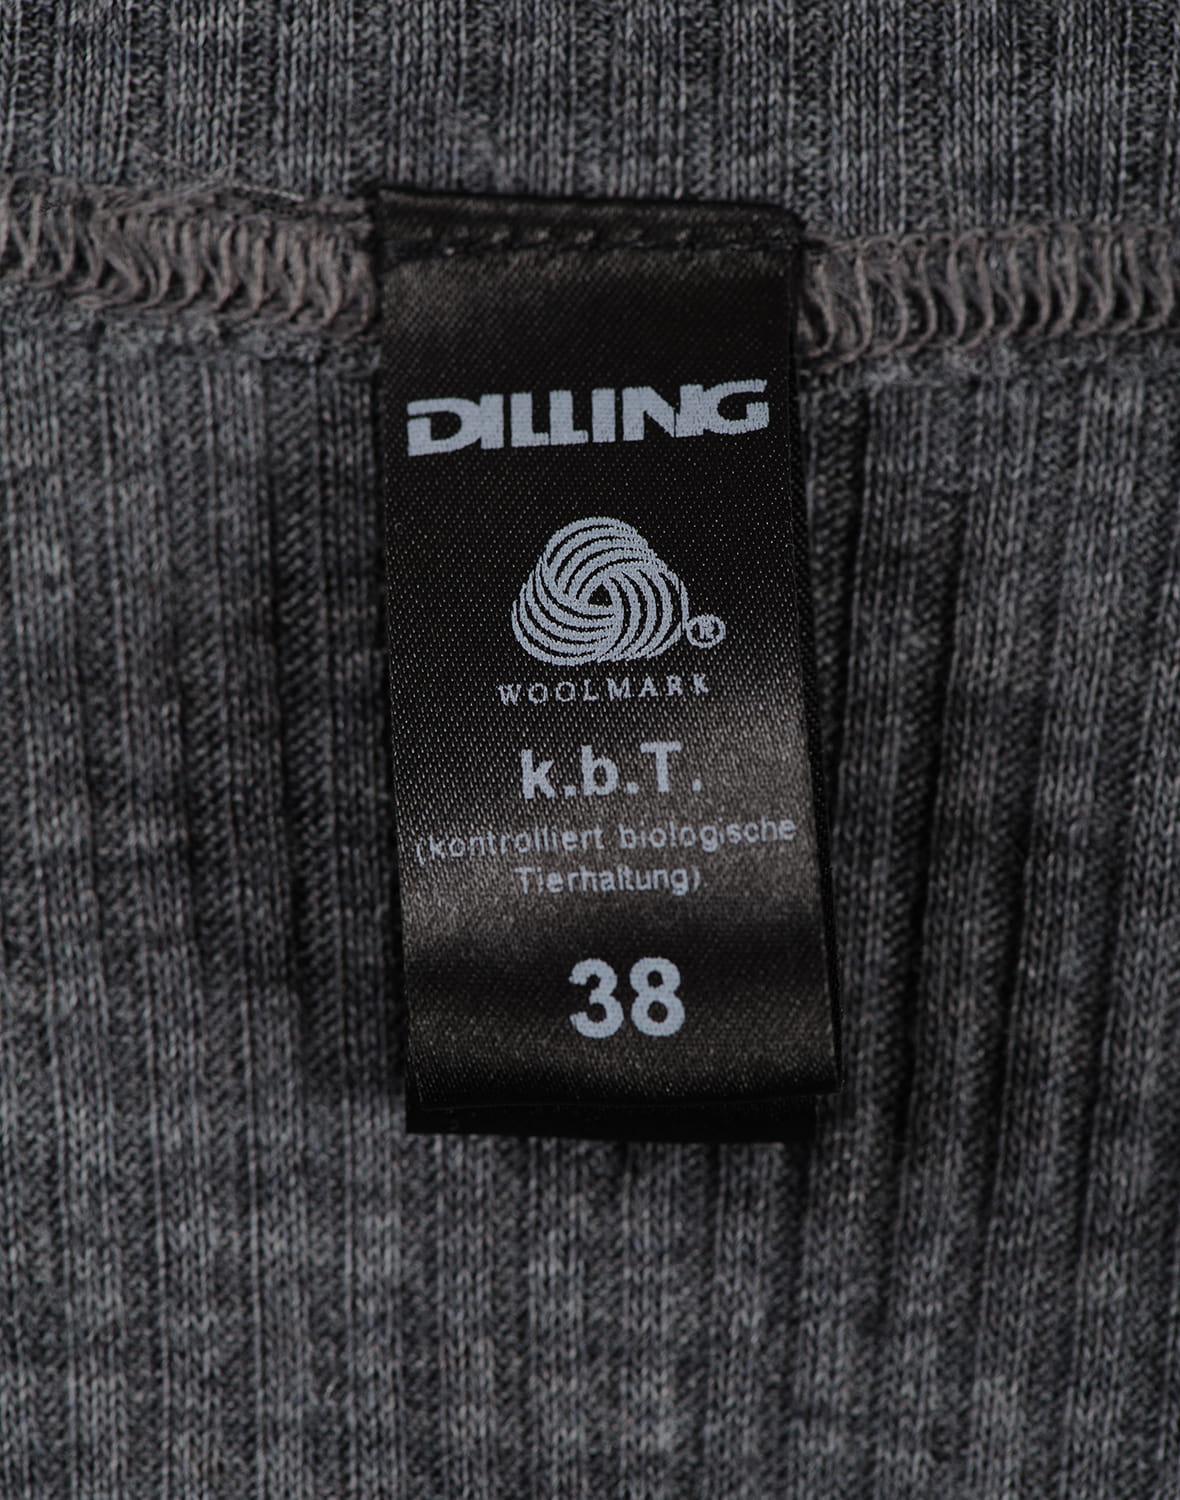 DILLING
®
WOOLMARK
k.b.T.
(kontrolliert biologische
Tierhaltung)
38